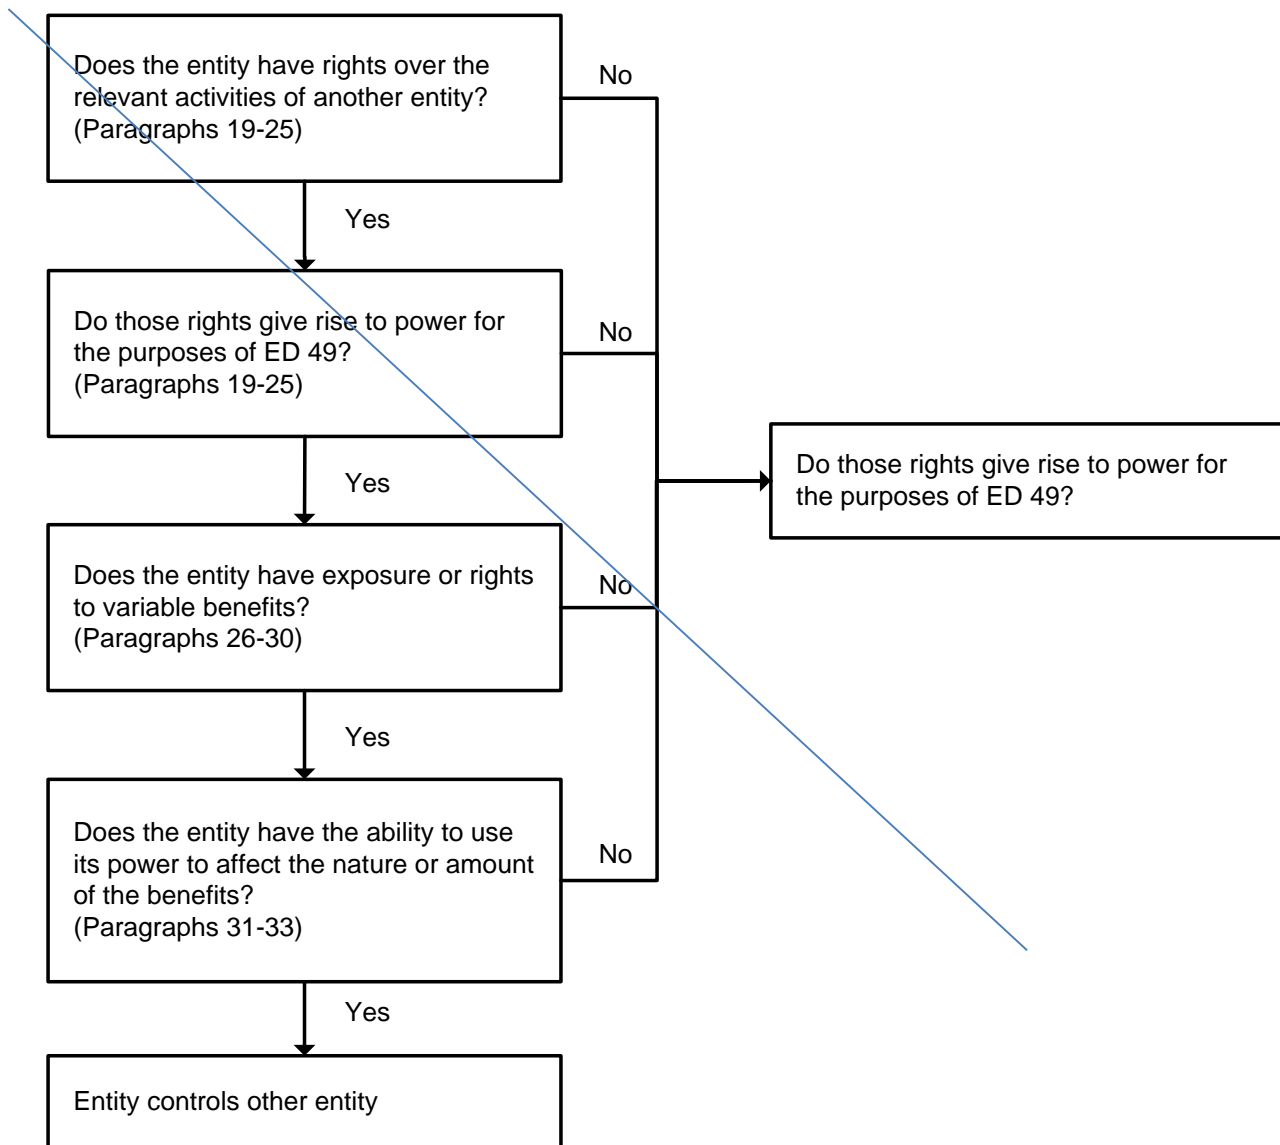 Does the entity have rights over the
relevant activities of another entity?
(Paragraphs 19-25)
No
Yes
Do those rights give rise to power for
the purposes of ED 49?
(Paragraphs 19-25)
No
Yes
Do those rights give rise to power for
the purposes of ED 49?
Does the entity have exposure or rights
to variable benefits?
(Paragraphs 26-30)
No
Yes
Does the entity have the ability to use
its power to affect the nature or amount
of the benefits?
(Paragraphs 31-33)
No
Yes
Entity controls other entity